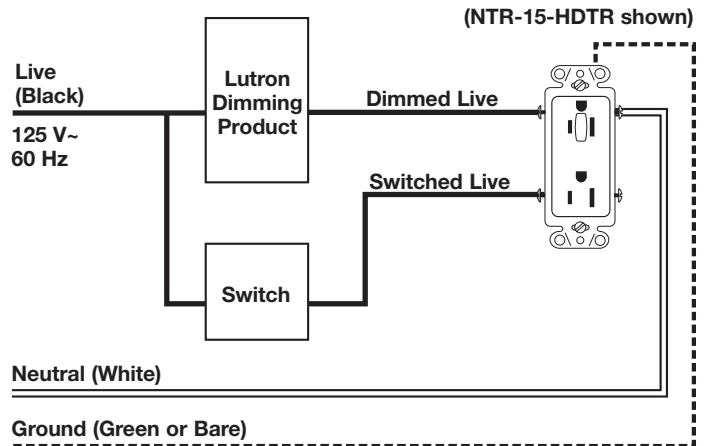 (NTR-15-HDTR shown)
Live
(Black)
125 V~
60 Hz
Lutron
Dimming
Product
Dimmed Live
Switched Live
Switch
Neutral (White)
Ground (Green or Bare)